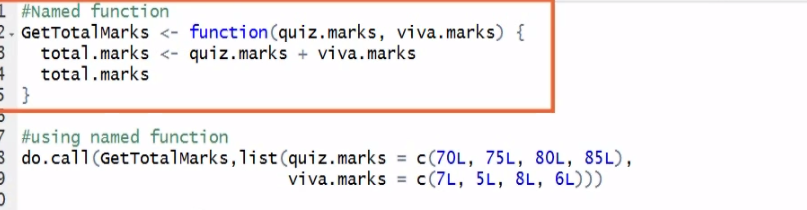 1 #Named function
2 GetTotalMarks <- function(quiz.marks, viva.marks) {
3   total.marks <- quiz.marks + viva.marks
4   total.marks
5 }
6
7 #using named function
8 do.call(GetTotalMarks,list(quiz.marks = c(70L, 75L, 80L, 85L),
9                            viva.marks = c(7L, 5L, 8L, 6L)))
0